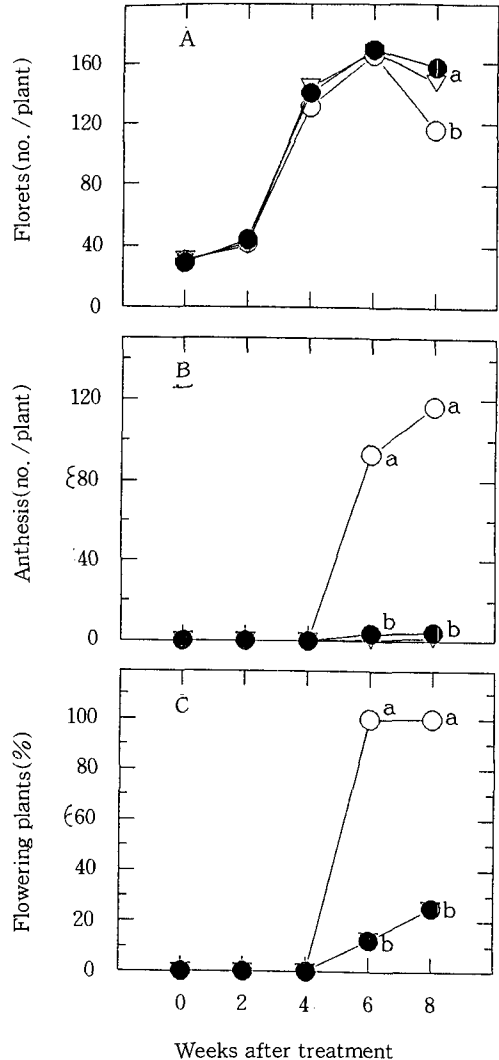 A
Florets(no./plant)
160
120
80
40
0
a
b
B
Anthesis(no./plant)
120
80
40
0
a
a
b
b
C
Flowering plants(%)
100
80
60
40
20
0
a
a
b
b
0 2 4 6 8
Weeks after treatment